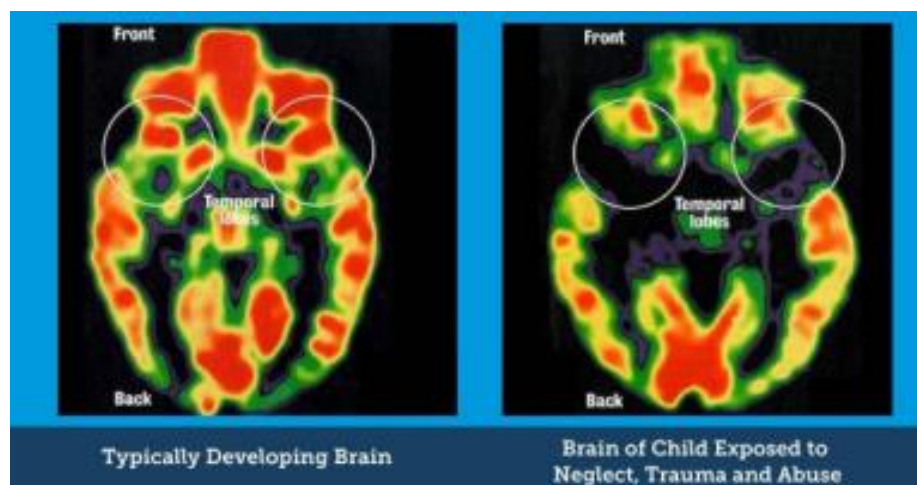 Front
Temporal
lobes
Back
Typically Developing Brain
Front
Temporal
lobes
Back
Brain of Child Exposed to
Neglect, Trauma and Abuse